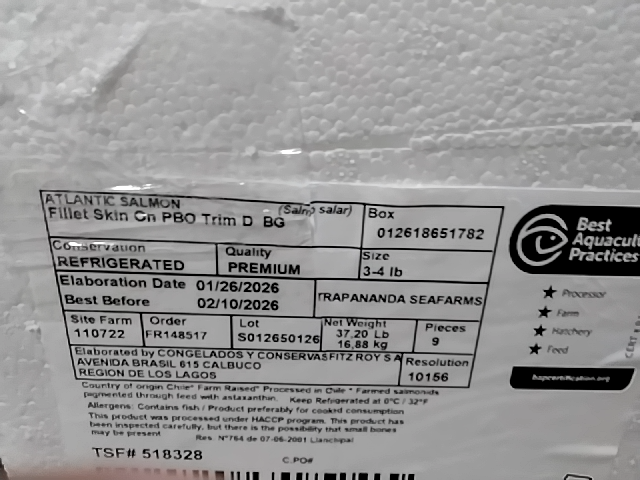 ATLANTIC SALMON
(Salmo salar)
Fillet Skin On PBO Trim D BG
Box
012618651782
Conservation
REFRIGERATED
Quality
PREMIUM
Size
3-4 lb
Elaboration Date 01/26/2026
Best Before 02/10/2026
TRAPANANDA SEAFARMS
Site Farm
110722
Order
FR148517
Lot
S012650126
Net Weight
37,20 Lb
16,88 kg
Pieces
9
Elaborated by CONGELADOS Y CONSERVAS FITZ ROY S A
AVENIDA BRASIL 615 CALBUCO
REGION DE LOS LAGOS
Resolution
10156
Country of origin Chile* Farm Raised* Processed in Chile * Farmed salmonids
pigmented through feed with astaxanthin. Keep Refrigerated at 0°C / 32°F
Allergens: Contains fish / Product preferably for cooked consumption
This product was processed under HACCP program. This product has
been inspected carefully, but there is the possibility that small bones
may be present
Res. N°764 de 07-06-2001 Llanchipal
TSF# 518328
C.PO#
Best
Aquacul
Practices
Processor
Farm
Hatchery
Feed
bapcertification.org
CERT